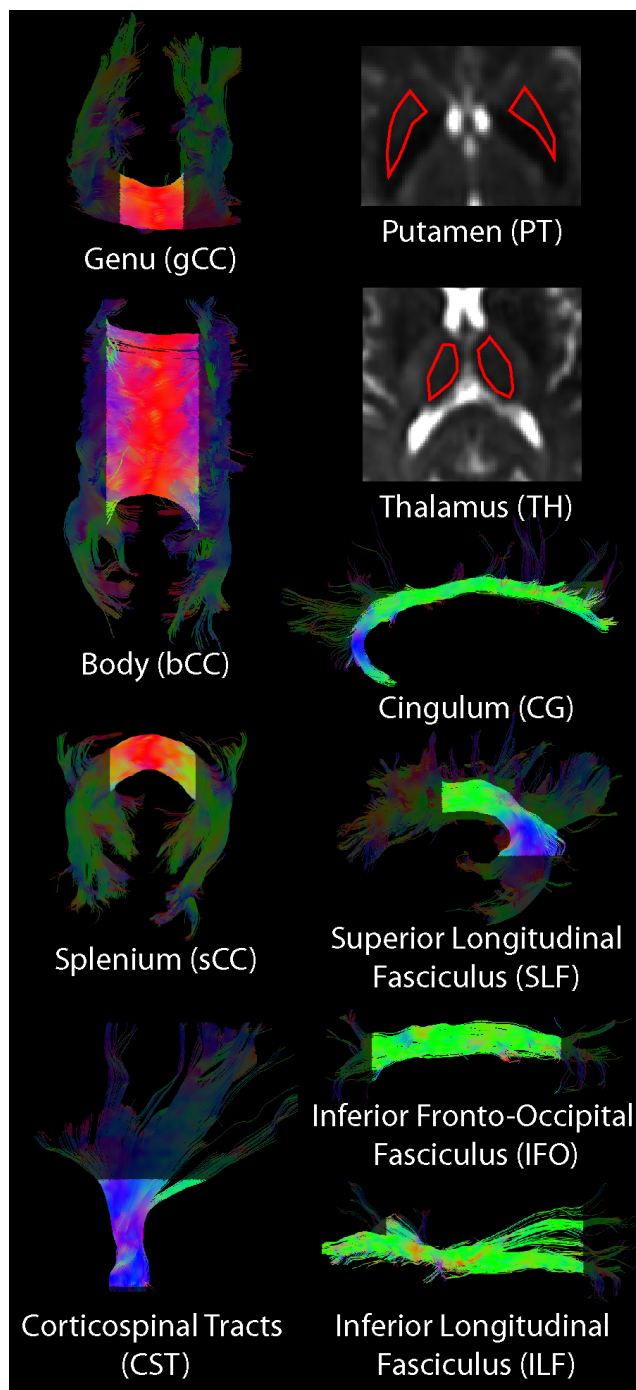 Genu (gCC)
Putamen (PT)
Body (bCC)
Thalamus (TH)
Cingulum (CG)
Splenium (sCC)
Superior Longitudinal
Fasciculus (SLF)
Inferior Fronto-Occipital
Fasciculus (IFO)
Corticospinal Tracts
(CST)
Inferior Longitudinal
Fasciculus (ILF)